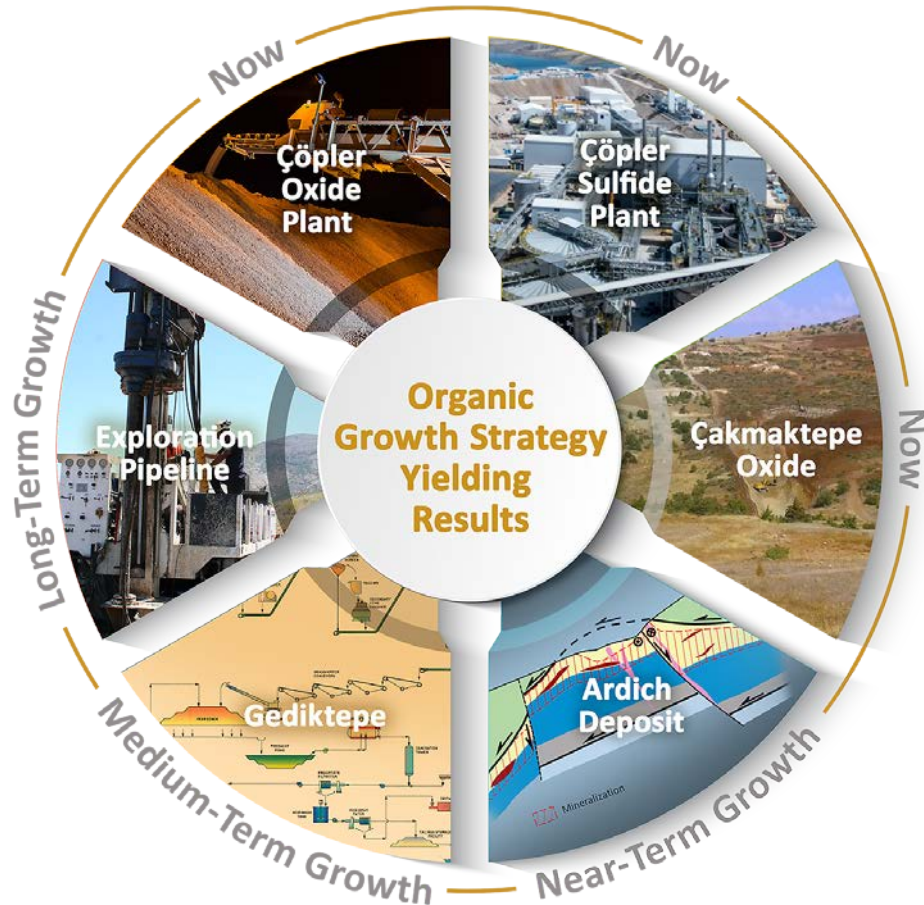 Now
Now
Çöpler
Oxide
Plant
Çöpler
Sulfide
Plant
Long-Term Growth
Exploration
Pipeline
Organic
Growth Strategy
Yielding
Results
Çakmaktepe
Oxide
Now
Gediktepe
Ardich
Deposit
Mineralization
Medium-Term Growth
Near-Term Growth